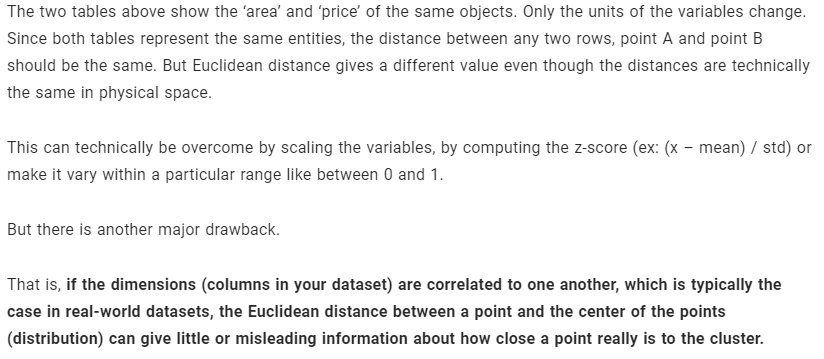 The two tables above show the ‘area’ and ‘price’ of the same objects. Only the units of the variables change.
Since both tables represent the same entities, the distance between any two rows, point A and point B
should be the same. But Euclidean distance gives a different value even though the distances are technically
the same in physical space.
This can technically be overcome by scaling the variables, by computing the z-score (ex: (x – mean) / std) or
make it vary within a particular range like between 0 and 1.
But there is another major drawback.
That is, if the dimensions (columns in your dataset) are correlated to one another, which is typically the
case in real-world datasets, the Euclidean distance between a point and the center of the points
(distribution) can give little or misleading information about how close a point really is to the cluster.